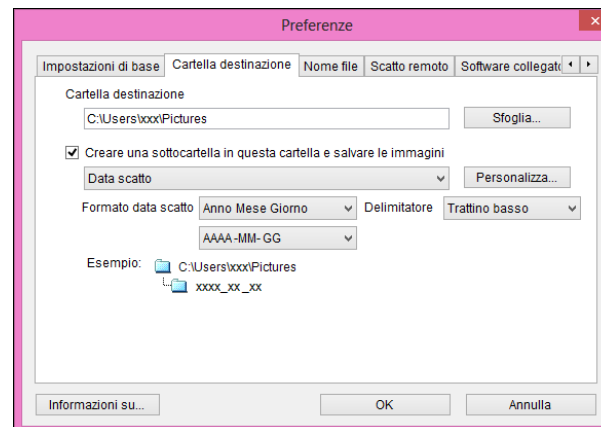 Preferenze
Impostazioni di base Cartella destinazione Nome file Scatto remoto Software collegato
Cartella destinazione
C:\Users\xxx\Pictures Sfoglia...
Creare una sottocartella in questa cartella e salvare le immagini
Data scatto Personalizza...
Formato data scatto Anno Mese Giorno Delimitatore Trattino basso
AAAA-MM-GG
Esempio: C:\Users\xxx\Pictures
xxxx_xx_xx
Informazioni su... OK Annulla